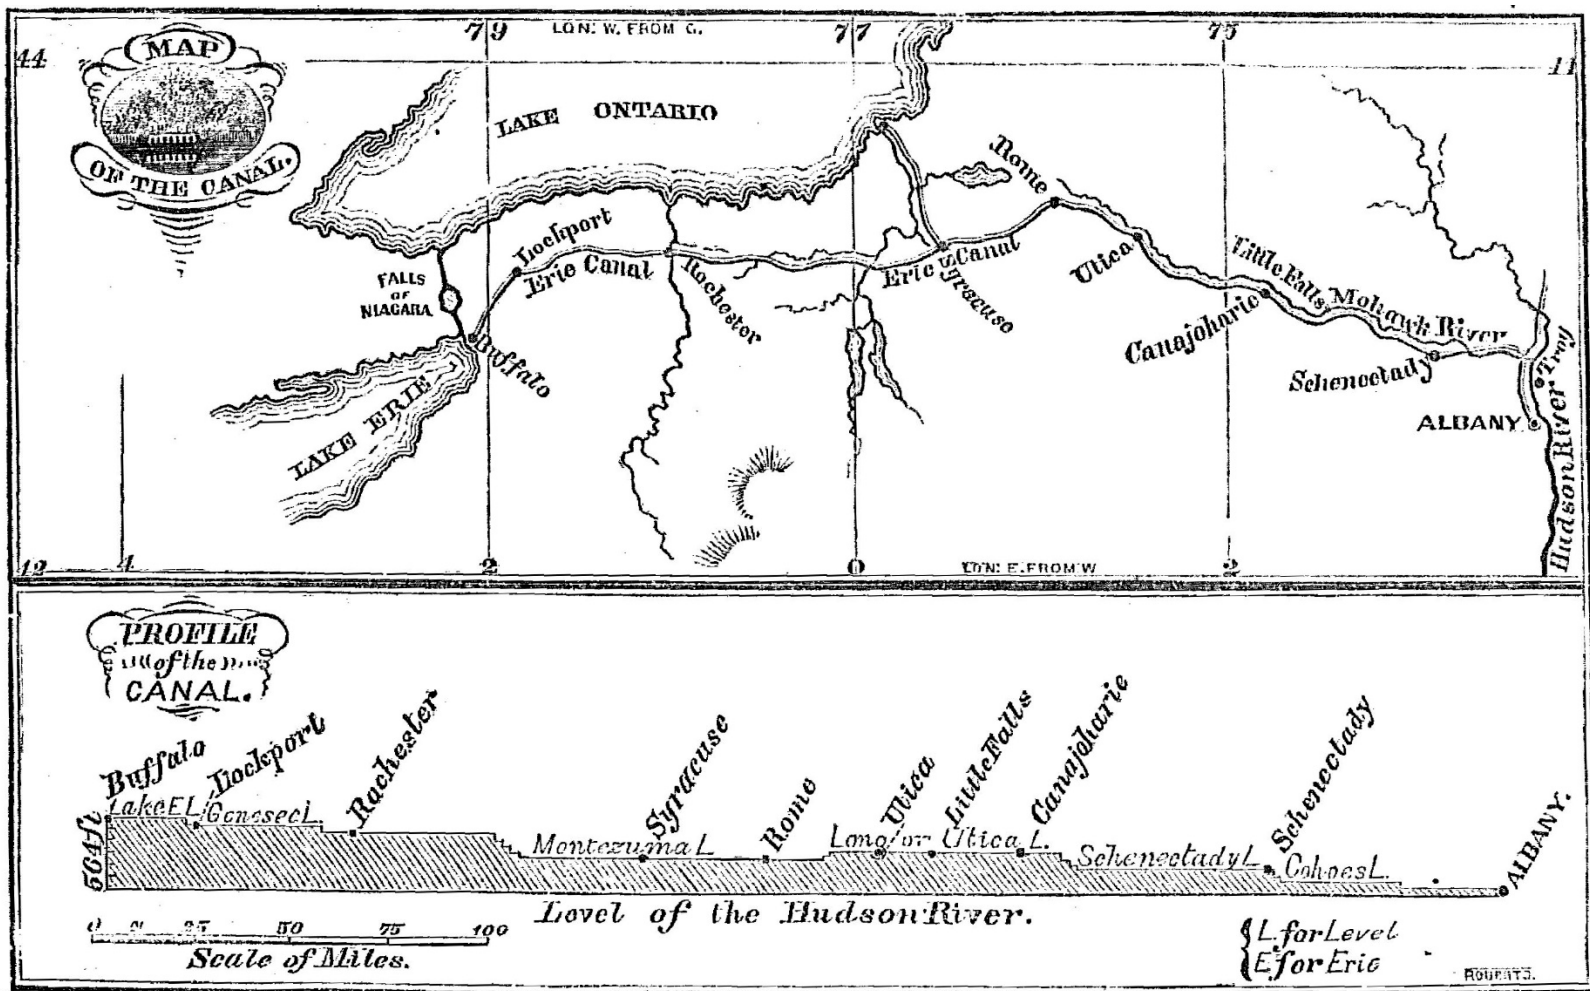 79
LON: W. FROM G.
77
75
44
MAP
OF THE CANAL.
LAKE ONTARIO
Rome
Lockport
Erie Canal
Rochester
Erie Canal
Syracuse
Utica
Little Falls
Mohawk River
Canajoharie
Schenectady
Troy
ALBANY
Hudson River
FALLS
OF
NIAGARA
Buffalo
LAKE ERIE
42
4
2
0
LON: E. FROM W
2
PROFILE
of the
CANAL.
Buffalo
Lockport
Rachester
Syracuse
Rome
Utica
Little Falls
Canajoharie
Schenectady
ALBANY.
Lake E L
Genesee L.
Montezuma L
Long or Utica L.
Schenectady L
Cohoes L.
564 ft
Level of the Hudson River.
0
25
50
75
100
Scale of Miles.
L. for Level
E. for Erie
ROBERTS.